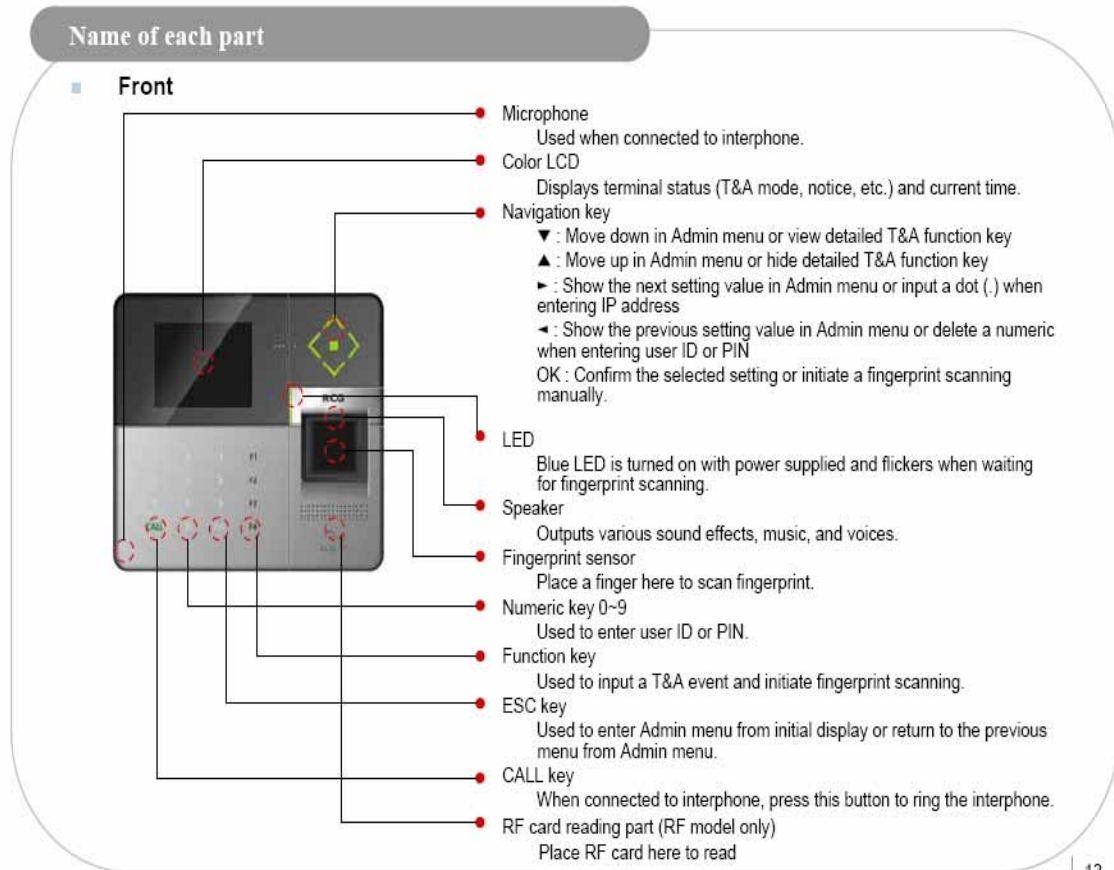 Name of each part
Front
Microphone
Used when connected to interphone.
Color LCD
Displays terminal status (T&A mode, notice, etc.) and current time.
Navigation key
▼ : Move down in Admin menu or view detailed T&A function key
▲ : Move up in Admin menu or hide detailed T&A function key
► : Show the next setting value in Admin menu or input a dot (.) when
entering IP address
◄ : Show the previous setting value in Admin menu or delete a numeric
when entering user ID or PIN
OK : Confirm the selected setting or initiate a fingerprint scanning
manually.
RCG
LED
Blue LED is turned on with power supplied and flickers when waiting
for fingerprint scanning.
F1
F2
F3
CALL
F4
Speaker
Outputs various sound effects, music, and voices.
Fingerprint sensor
Place a finger here to scan fingerprint.
Numeric key 0~9
Used to enter user ID or PIN.
Function key
Used to input a T&A event and initiate fingerprint scanning.
ESC key
Used to enter Admin menu from initial display or return to the previous
menu from Admin menu.
CALL key
When connected to interphone, press this button to ring the interphone.
RF card reading part (RF model only)
Place RF card here to read